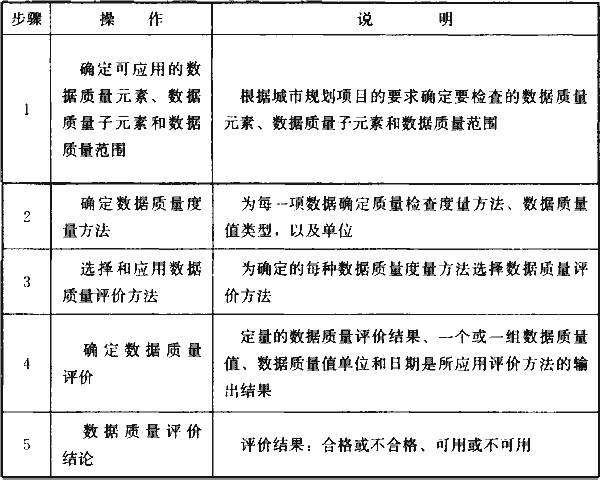 步骤 操 作 说 明
1 确定可应用的数
据质量元素、数据
质量子元素和数据
质量范围
根据城市规划项目的要求确定要检查的数据质量
元素、数据质量子元素和数据质量范围
2 确定数据质量度
量方法
为每一项数据确定质量检查度量方法、数据质量
值类型，以及单位
3 选择和应用数据
质量评价方法
为确定的每种数据质量度量方法选择数据质量评
价方法
4 确定数据质量
评价
定量的数据质量评价结果、一个或一组数据质量
值、数据质量值单位和日期是所应用评价方法的输
出结果
5 数据质量评价
结论
评价结果：合格或不合格、可用或不可用